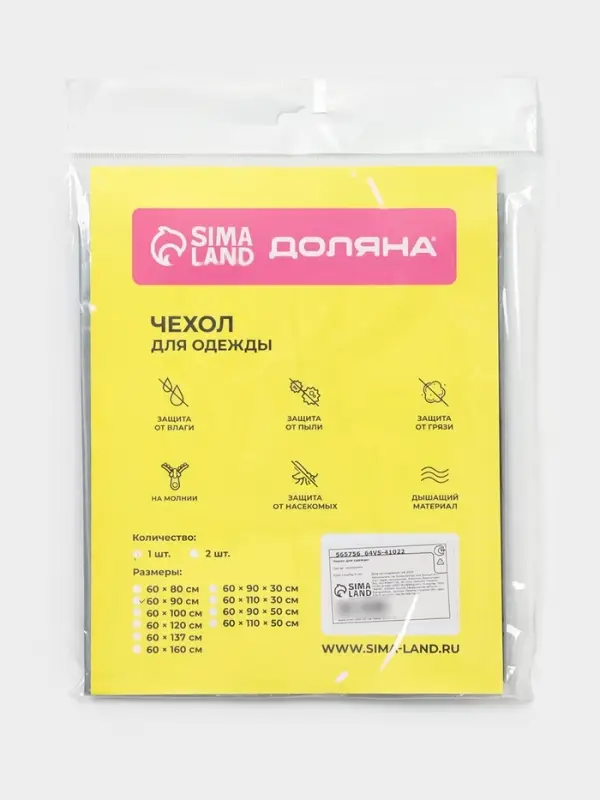 SIMA LAND
ДОЛЯНА®
ЧЕХОЛ
ДЛЯ ОДЕЖДЫ
ЗАЩИТА
ОТ ВЛАГИ
ЗАЩИТА
ОТ ПЫЛИ
ЗАЩИТА
ОТ ГРЯЗИ
НА МОЛНИИ
ЗАЩИТА
ОТ НАСЕКОМЫХ
ДЫШАЩИЙ
МАТЕРИАЛ
Количество:
1 шт.
2 шт.
Размеры:
60 × 80 см
60 × 90 см
60 × 100 см
60 × 120 см
60 × 137 см
60 × 160 см
60 × 90 × 30 см
60 × 110 × 30 см
60 × 90 × 50 см
60 × 110 × 50 см
565756
SIMA
LAND
WWW.SIMA-LAND.RU